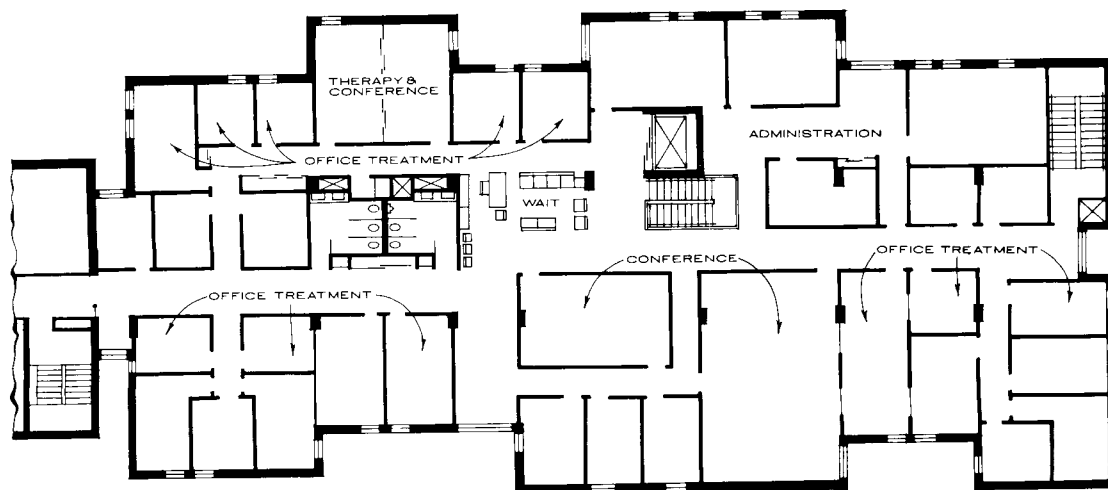 THERAPY &
CONFERENCE
ADMINISTRATION
OFFICE TREATMENT
WAIT
OFFICE TREATMENT
CONFERENCE
OFFICE TREATMENT